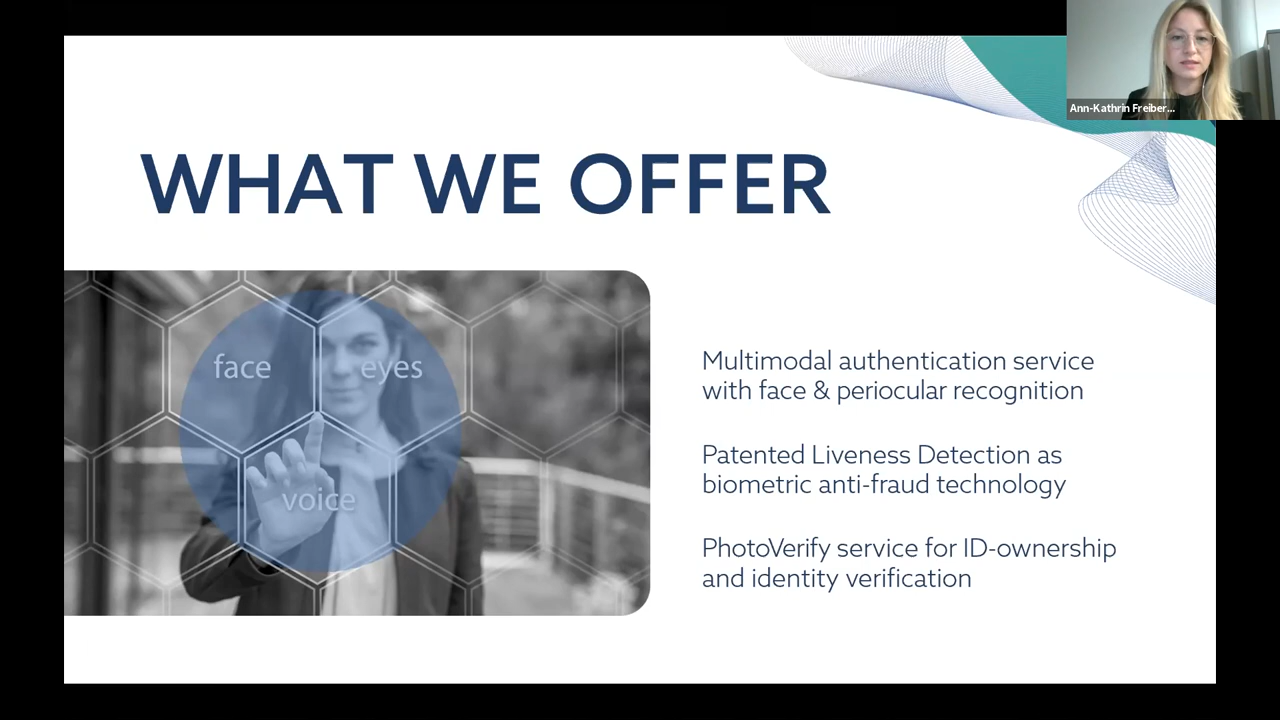 Ann-Kathrin Freiber...
WHAT WE OFFER
face
eyes
voice
Multimodal authentication service
with face & periocular recognition
Patented Liveness Detection as
biometric anti-fraud technology
PhotoVerify service for ID-ownership
and identity verification